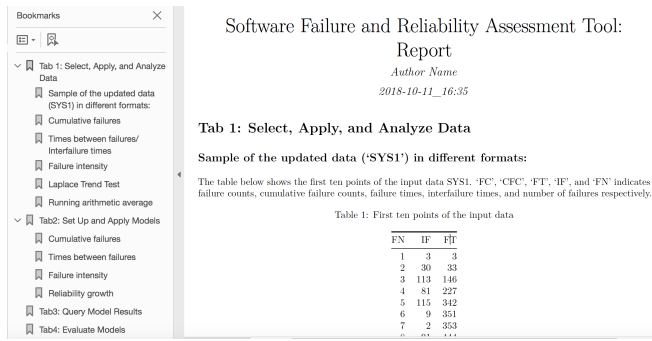 Bookmarks
Tab 1: Select, Apply, and Analyze
Data
Sample of the updated data
(SYS1) in different formats:
Cumulative failures
Times between failures/
Interfailure times
Failure intensity
Laplace Trend Test
Running arithmetic average
Tab2: Set Up and Apply Models
Cumulative failures
Times between failures
Failure intensity
Reliability growth
Tab3: Query Model Results
Tab4: Evaluate Models
Software Failure and Reliability Assessment Tool:
Report
Author Name
2018-10-11_16:35
Tab 1: Select, Apply, and Analyze Data
Sample of the updated data (‘SYS1’) in different formats:
The table below shows the first ten points of the input data SYS1. ‘FC’, ‘CFC’, ‘FT’, ‘IF’, and ‘FN’ indicates
failure counts, cumulative failure counts, failure times, interfailure times, and number of failures respectively.
Table 1: First ten points of the input data
FN IF FT
1 3 3
2 30 33
3 113 146
4 81 227
5 115 342
6 9 351
7 2 353